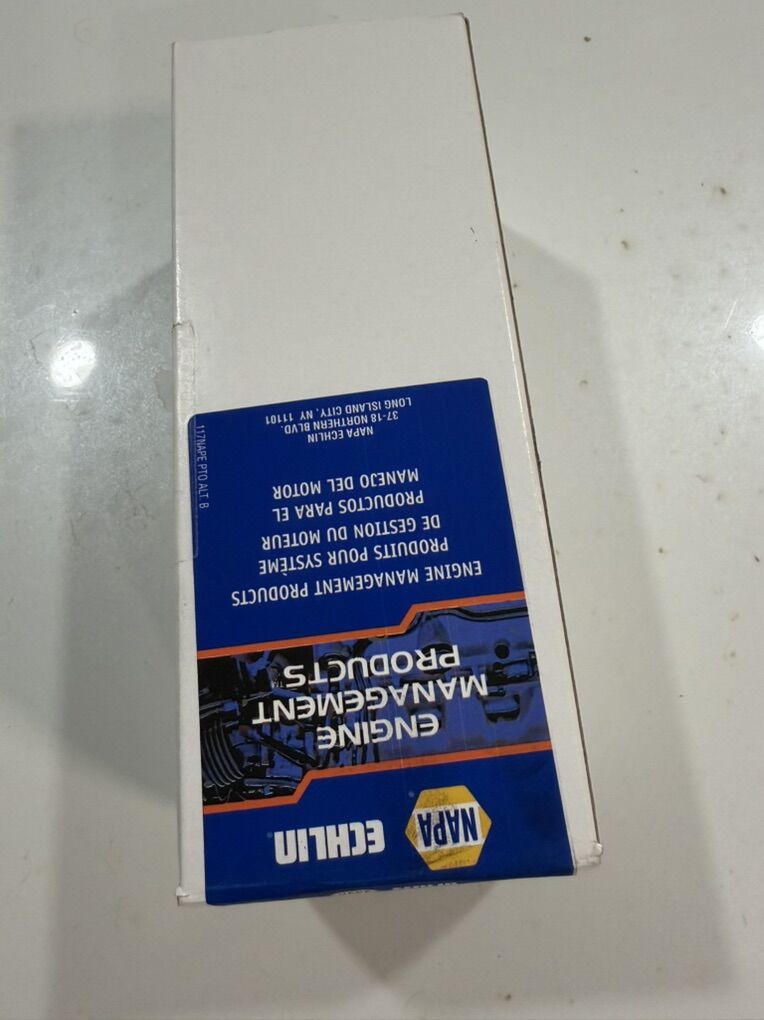 NAPA ECHLIN
ENGINE
MANAGEMENT
PRODUCTS
ENGINE MANAGEMENT PRODUCTS
PRODUITS POUR SYSTÈME
DE GESTION DU MOTEUR
PRODUCTOS PARA EL
MANEJO DEL MOTOR
NAPA ECHLIN
37-18 NORTHERN BLVD.
LONG ISLAND CITY, NY 11101
117NAPE PTO ALT. B